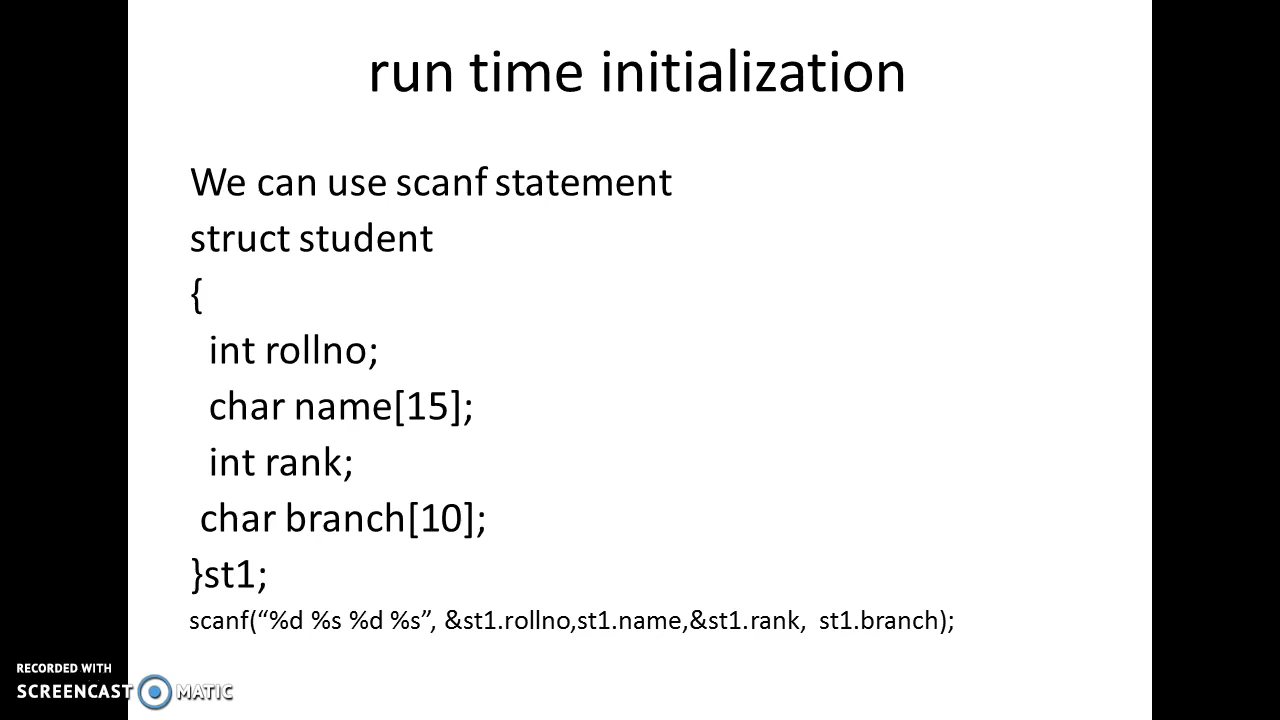 run time initialization
We can use scanf statement
struct student
{
int rollno;
char name[15];
int rank;
char branch[10];
}st1;
scanf(“%d %s %d %s”, &st1.rollno,st1.name,&st1.rank, st1.branch);
RECORDED WITH
SCREENCAST MATIC